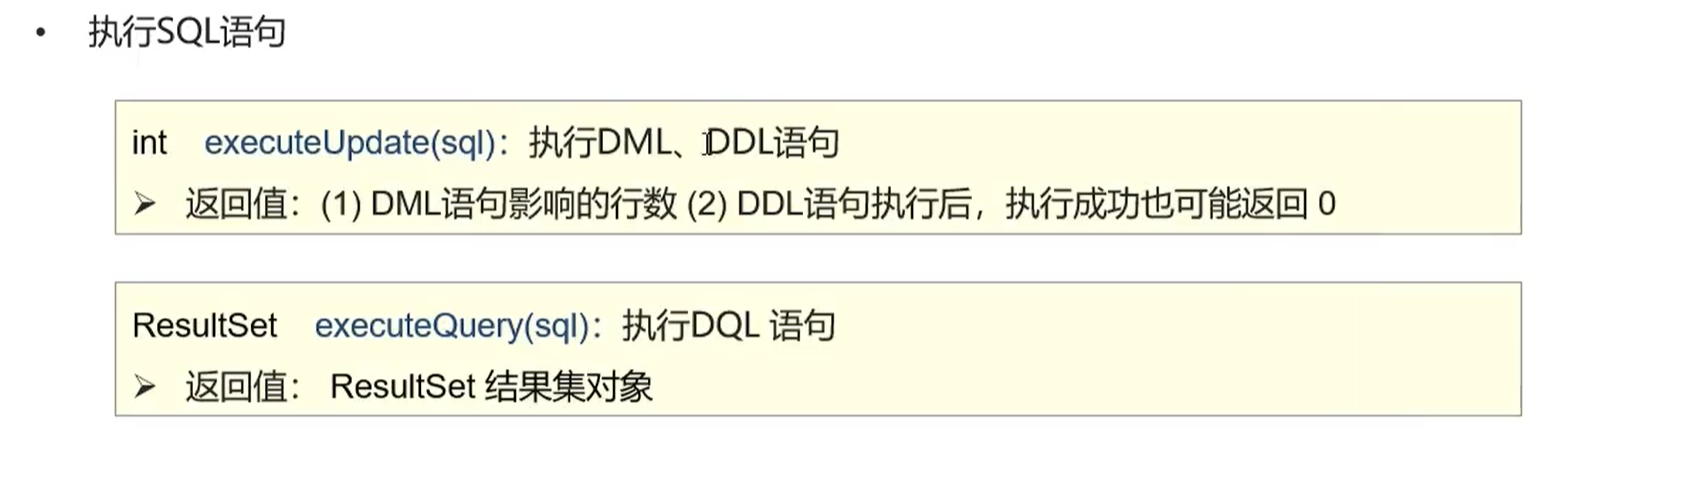 • 执行SQL语句
int executeUpdate(sql)：执行DML、DDL语句
➢ 返回值：(1) DML语句影响的行数 (2) DDL语句执行后，执行成功也可能返回 0
ResultSet executeQuery(sql)：执行DQL 语句
➢ 返回值： ResultSet 结果集对象